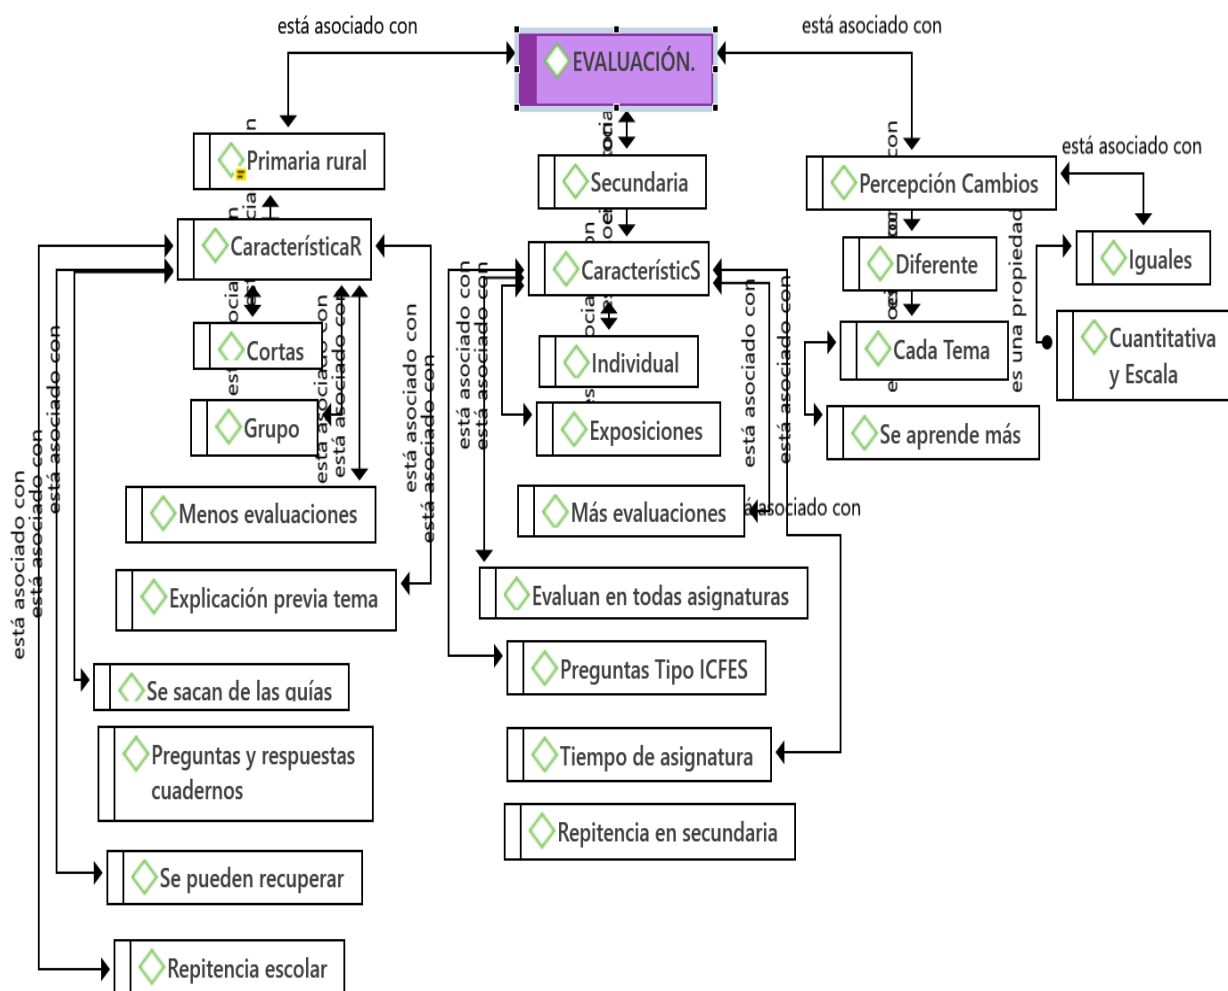 está asociado con
está asociado con
EVALUACIÓN.
Primaria rural
Secundaria
Percepción Cambios
está asociado con
CaracterísticaR
CaracterísticS
Diferente
Iguales
es una propiedad
Cortas
Individual
Cada Tema
Cuantitativa
y Escala
Grupo
Exposiciones
Se aprende más
está asociado con
está asociado con
está asociado con
está asociado con
está asociado con
está asociado con
está asociado con
está asociado con
Menos evaluaciones
Más evaluaciones
asociado con
está asociado con
está asociado con
está asociado con
Explicación previa tema
Evaluan en todas asignaturas
Preguntas Tipo ICFES
Se sacan de las guías
Preguntas y respuestas
cuadernos
Tiempo de asignatura
Repitencia en secundaria
Se pueden recuperar
Repitencia escolar